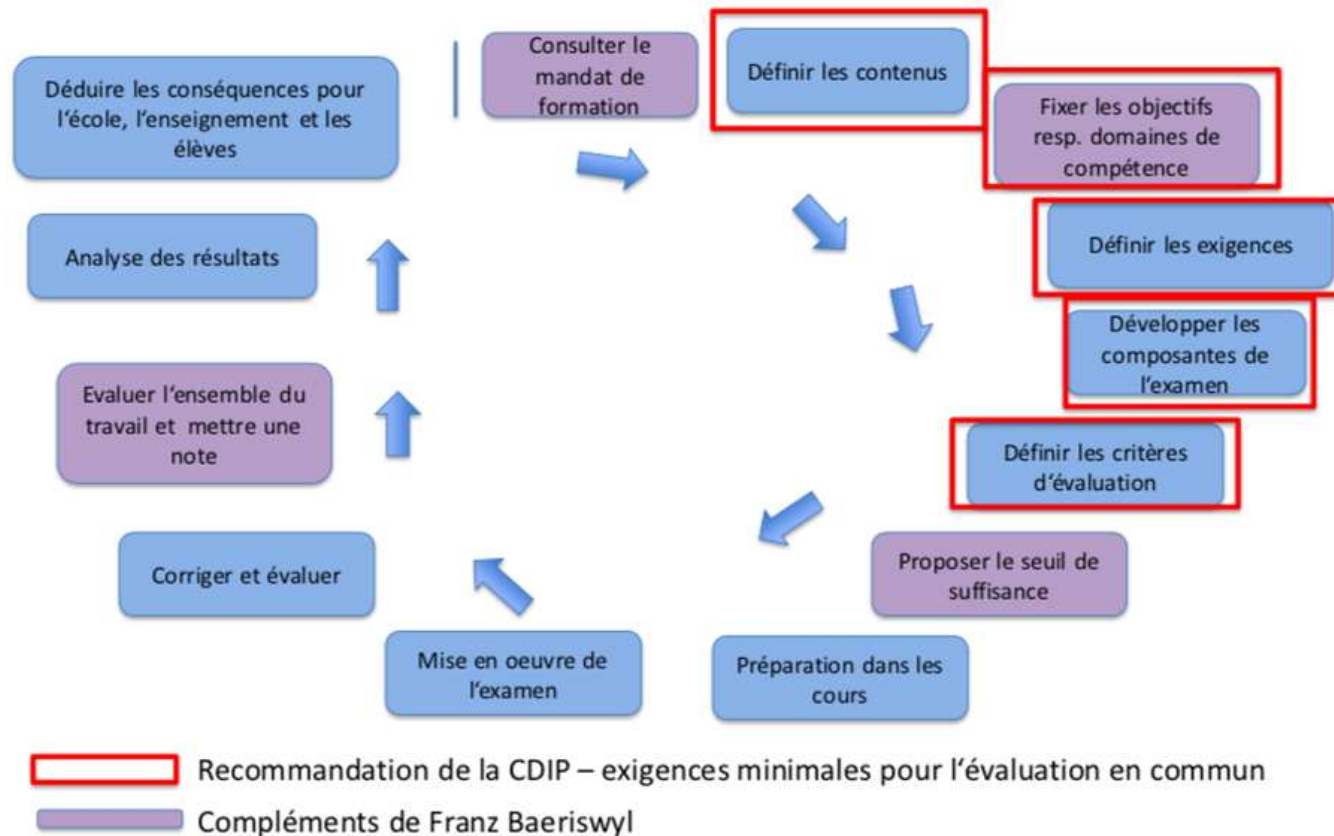 Consulter le
mandat de
formation
Définir les contenus
Fixer les objectifs
resp. domaines de
compétence
Définir les exigences
Développer les
composantes de
l'examen
Définir les critères
d'évaluation
Proposer le seuil de
suffisance
Préparation dans les
cours
Mise en oeuvre de
l'examen
Corriger et évaluer
Evaluer l'ensemble du
travail et mettre une
note
Analyse des résultats
Déduire les conséquences pour
l'école, l'enseignement et les
élèves
Recommandation de la CDIP – exigences minimales pour l'évaluation en commun
Compléments de Franz Baeriswyl